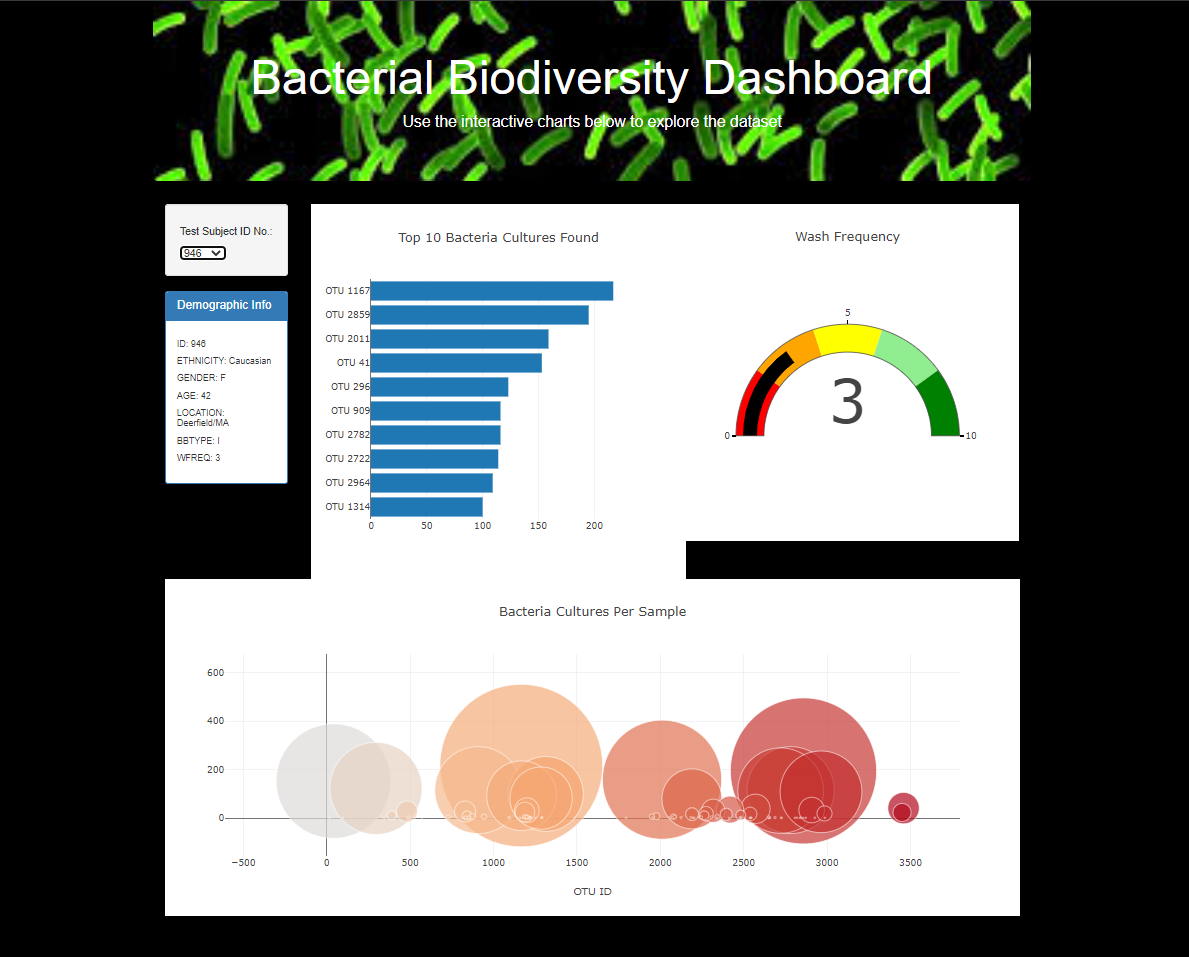 Bacterial Biodiversity Dashboard
Use the interactive charts below to explore the dataset
Test Subject ID No.:
946
Demographic Info
ID: 946
ETHNICITY: Caucasian
GENDER: F
AGE: 42
LOCATION:
Deerfield/MA
BBTYPE: I
WFREQ: 3
Top 10 Bacteria Cultures Found
OTU 1167
OTU 2859
OTU 2011
OTU 41
OTU 296
OTU 909
OTU 2782
OTU 2722
OTU 2964
OTU 1314
0 50 100 150 200
Wash Frequency
5
3
0 10
Bacteria Cultures Per Sample
600
400
200
0
−500 0 500 1000 1500 2000 2500 3000 3500
OTU ID